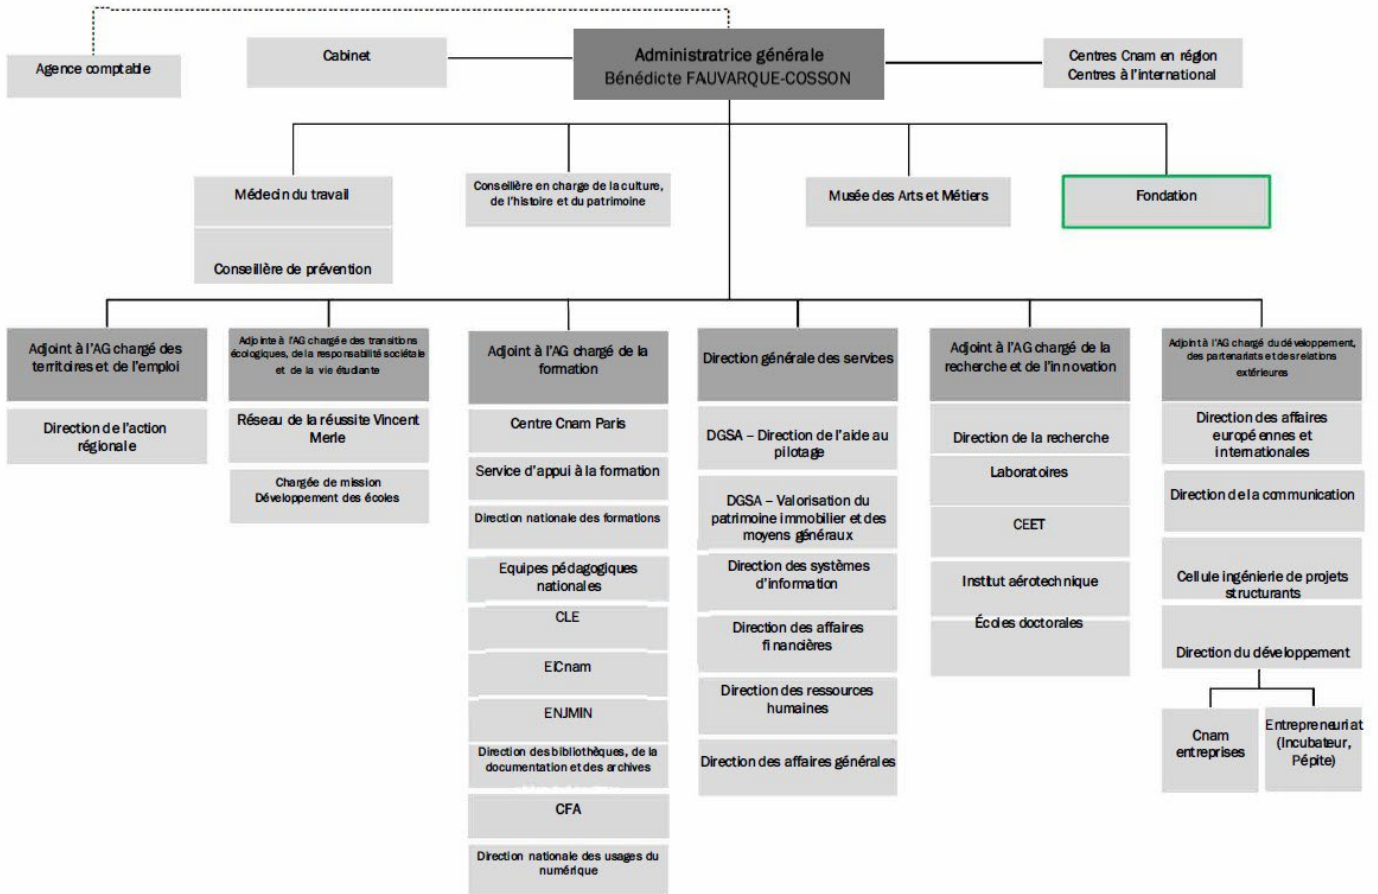 Agence comptable
Cabinet
Administratrice générale
Bénédicte FAUVARQUE-COSSON
Centres Cnam en région
Centres à l'international
Médecin du travail
Conseillère de prévention
Conseillère en charge de la culture,
de l'histoire et du patrimoine
Musée des Arts et Métiers
Fondation
Adjoint à l'AG chargé des
territoires et de l'emploi
Direction de l'action
régionale
Adjointe à l'AG chargée des transitions
écologiques, de la responsabilité sociétale
et de la vie étudiante
Réseau de la réussite Vincent
Merle
Chargée de mission
Développement des écoles
Adjoint à l'AG chargé de la
formation
Centre Cnam Paris
Service d'appui à la formation
Direction nationale des formations
Equipes pédagogiques
nationales
CLE
EICnam
ENJMIN
Direction des bibliothèques, de la
documentation et des archives
CFA
Direction nationale des usages du
numérique
Direction générale des services
DGSA – Direction de l'aide au
pilotage
DGSA – Valorisation du
patrimoine immobilier et des
moyens généraux
Direction des systèmes
d'information
Direction des affaires
financières
Direction des ressources
humaines
Direction des affaires générales
Adjoint à l'AG chargé de la
recherche et de l'innovation
Direction de la recherche
Laboratoires
CEET
Institut aérotechnique
Écoles doctorales
Adjoint à l'AG chargé du développement,
des partenariats et des relations
extérieures
Direction des affaires
européennes et
internationales
Direction de la communication
Cellule ingénierie de projets
structurants
Direction du développement
Cnam
entreprises
Entrepreneuriat
(Incubateur,
Pépite)